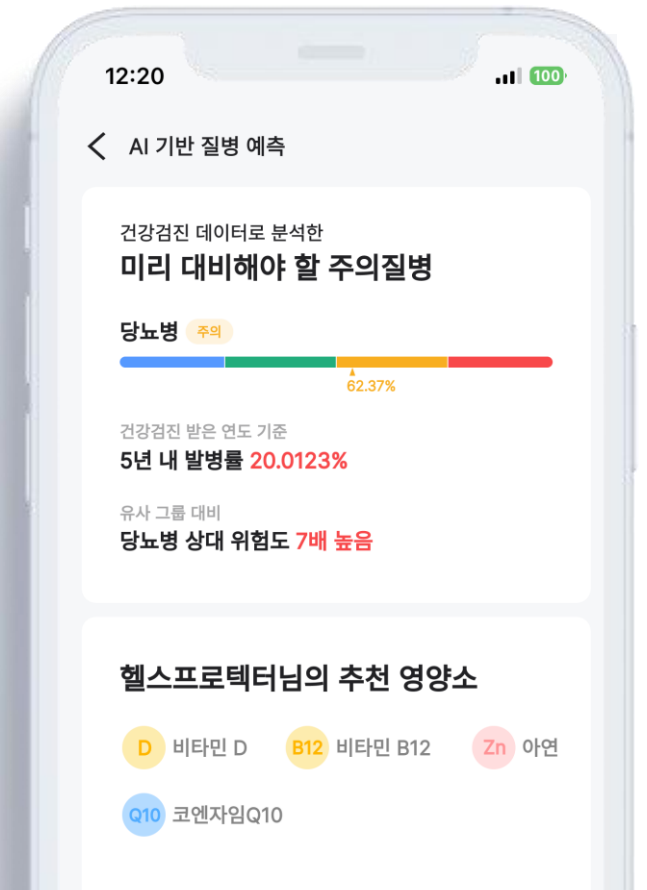 12:20
100
AI 기반 질병 예측
건강검진 데이터로 분석한
미리 대비해야 할 주의질병
당뇨병 주의
62.37%
건강검진 받은 연도 기준
5년 내 발병률 20.0123%
유사 그룹 대비
당뇨병 상대 위험도 7배 높음
헬스프로텍터님의 추천 영양소
D 비타민 D B12 비타민 B12 Zn 아연
Q10 코엔자임Q10